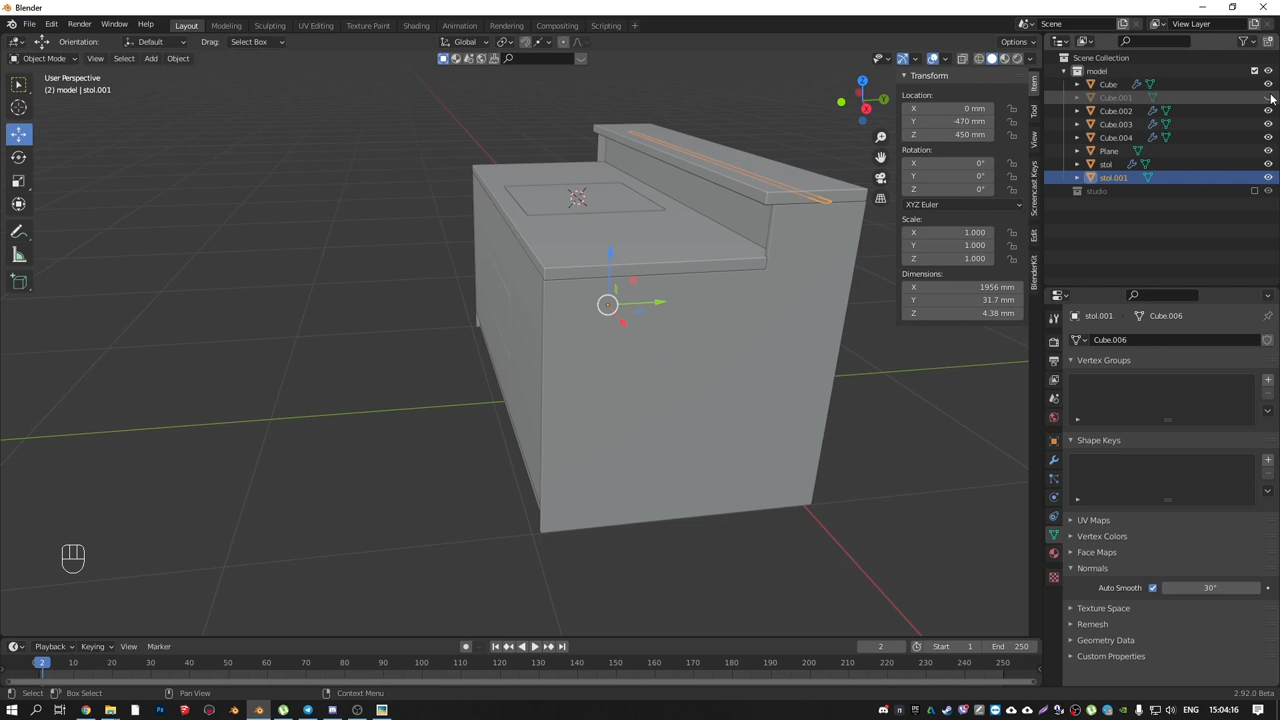 Blender
File Edit Render Window Help Layout Modeling Sculpting UV Editing Texture Paint Shading Animation Rendering Compositing Scripting + Scene View Layer
Orientation: Default Drag: Select Box Global Options
Object Mode View Select Add Object
User Perspective
(2) model | stol.001
Transform
Location:
X 0 mm
Y -470 mm
Z 450 mm
Rotation:
X 0°
Y 0°
Z 0°
XYZ Euler
Scale:
X 1.000
Y 1.000
Z 1.000
Dimensions:
X 1956 mm
Y 31.7 mm
Z 4.38 mm
Item
Tool
View
Screencast Keys
Edit
BlenderKit
Z
Y
X
Scene Collection
model
Cube
Cube.001
Cube.002
Cube.003
Cube.004
Plane
stol
stol.001
studio
stol.001 Cube.006
Cube.006
Vertex Groups
Shape Keys
UV Maps
Vertex Colors
Face Maps
Normals
Auto Smooth 30°
Texture Space
Remesh
Geometry Data
Custom Properties
Playback Keying View Marker 2 Start 1 End 250
2 10 20 30 40 50 60 70 80 90 100 110 120 130 140 150 160 170 180 190 200 210 220 230 240 250
Select Box Select Pan View Context Menu 2.92.0 Beta
ENG 15:04:16